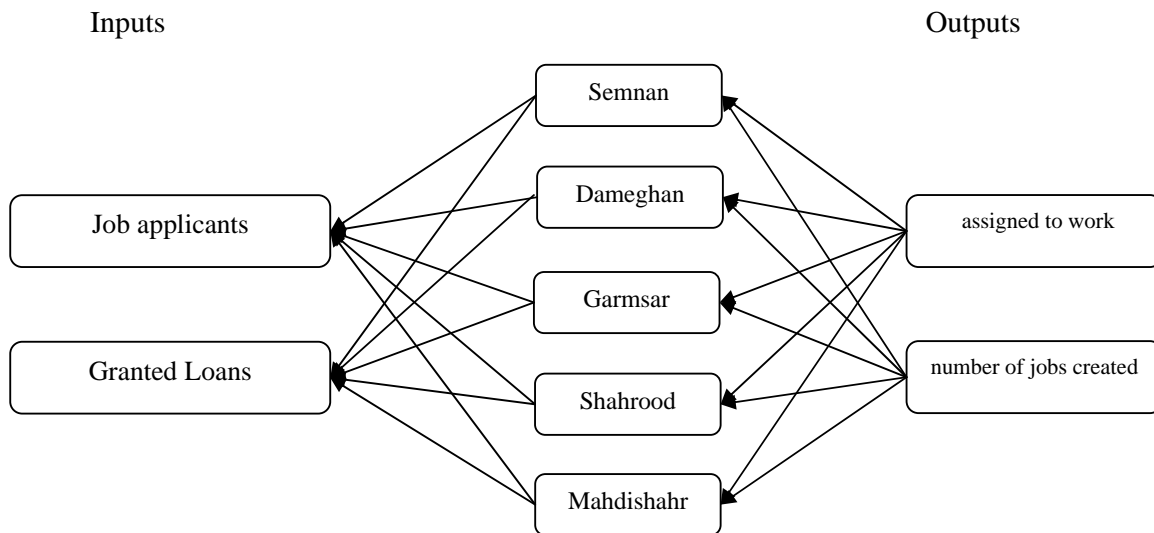 Inputs
Outputs
Semnan
Dameghan
Job applicants
assigned to work
Garmsar
Granted Loans
number of jobs created
Shahrood
Mahdishahr